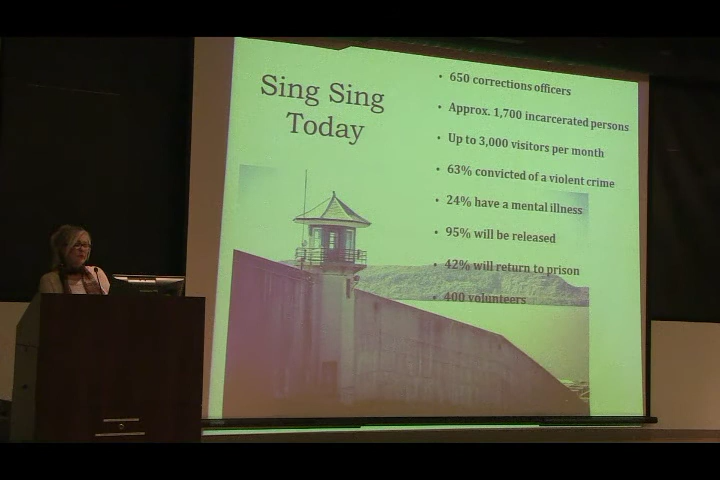 Sing Sing
Today
• 650 corrections officers
• Approx. 1,700 incarcerated persons
• Up to 3,000 visitors per month
• 63% convicted of a violent crime
• 24% have a mental illness
• 95% will be released
• 42% will return to prison
• 400 volunteers